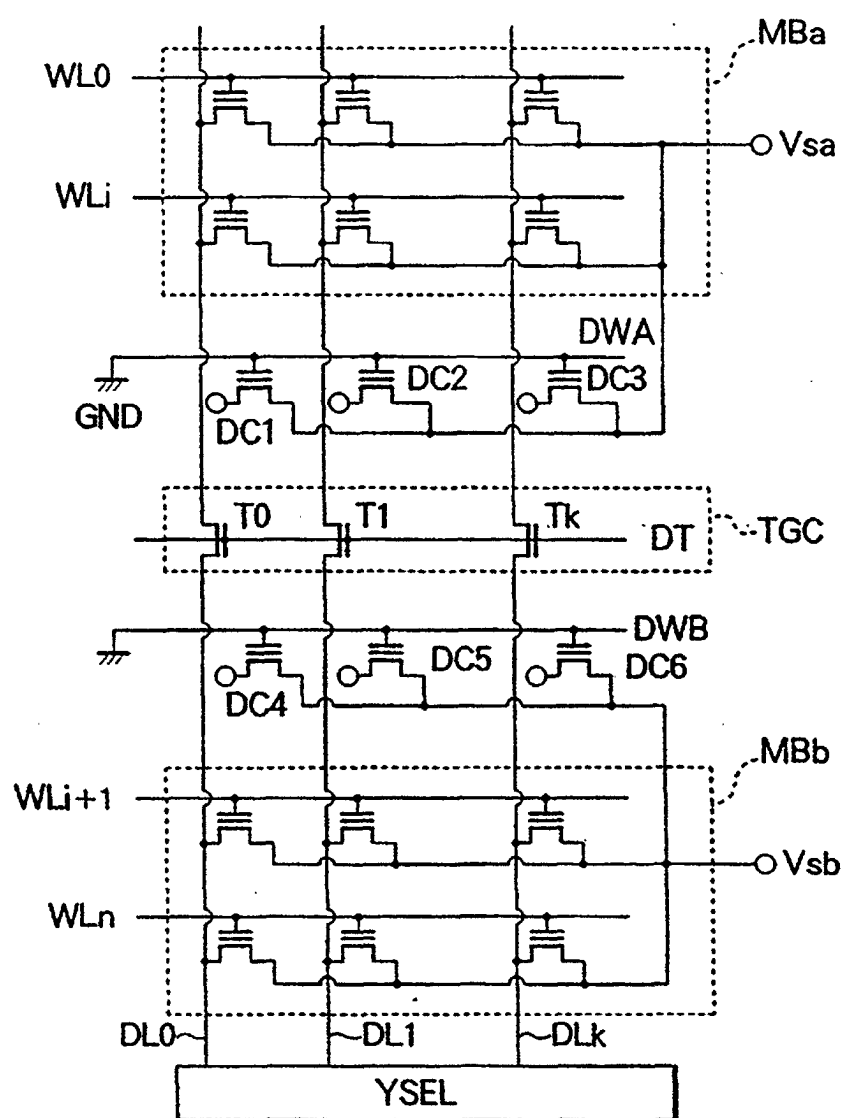 MBa
WL0
Vsa
WLi
DWA
DC2
DC3
GND
DC1
T0
T1
Tk
DT
TGC
DWB
DC5
DC6
DC4
MBb
WLi+1
Vsb
WLn
DL0
DL1
DLk
YSEL